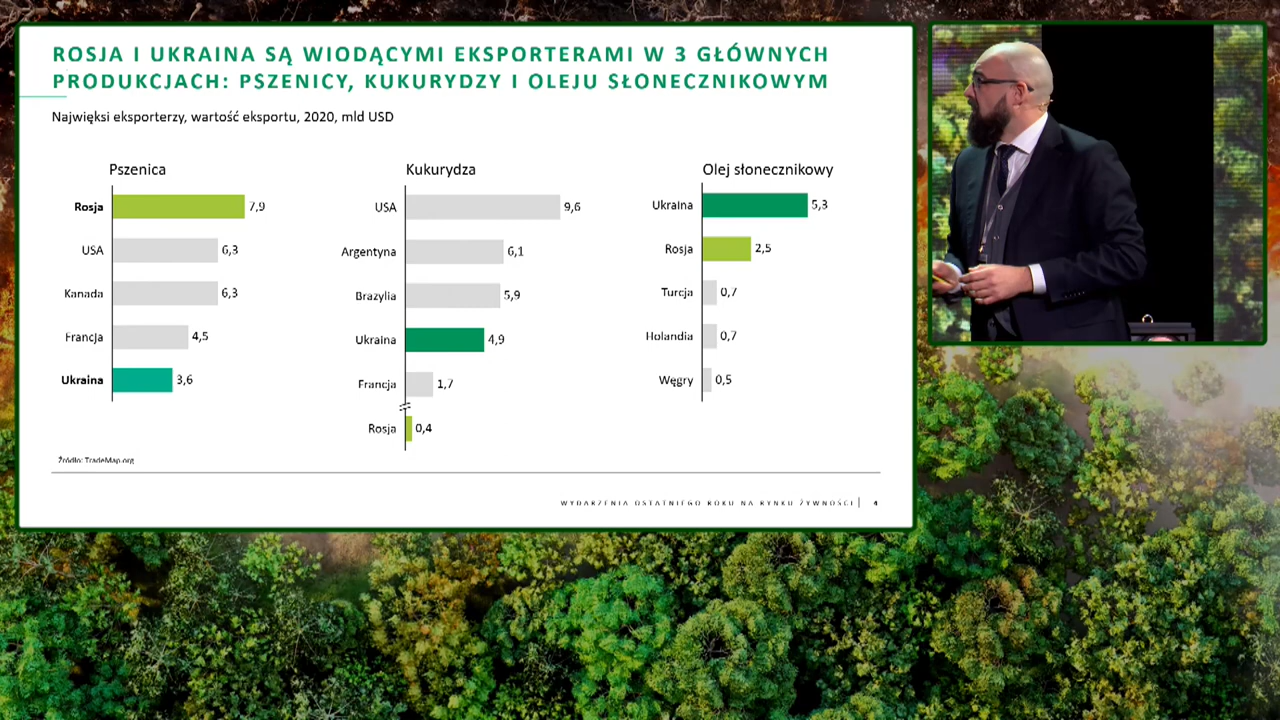 ROSJA I UKRAINA SĄ WIODĄCYMI EKSPORTERAMI W 3 GŁÓWNYCH
PRODUKCJACH: PSZENICY, KUKURYDZY I OLEJU SŁONECZNIKOWYM
Najwięksi eksporterzy, wartość eksportu, 2020, mld USD
Pszenica
Rosja 7,9
USA 6,3
Kanada 6,3
Francja 4,5
Ukraina 3,6
Kukurydza
USA 9,6
Argentyna 6,1
Brazylia 5,9
Ukraina 4,9
Francja 1,7
Rosja 0,4
Olej słonecznikowy
Ukraina 5,3
Rosja 2,5
Turcja 0,7
Holandia 0,7
Węgry 0,5
Źródło: TradeMap.org
WYDARZENIA OSTATNIEGO ROKU NA RYNKU ŻYWNOŚCI | 4